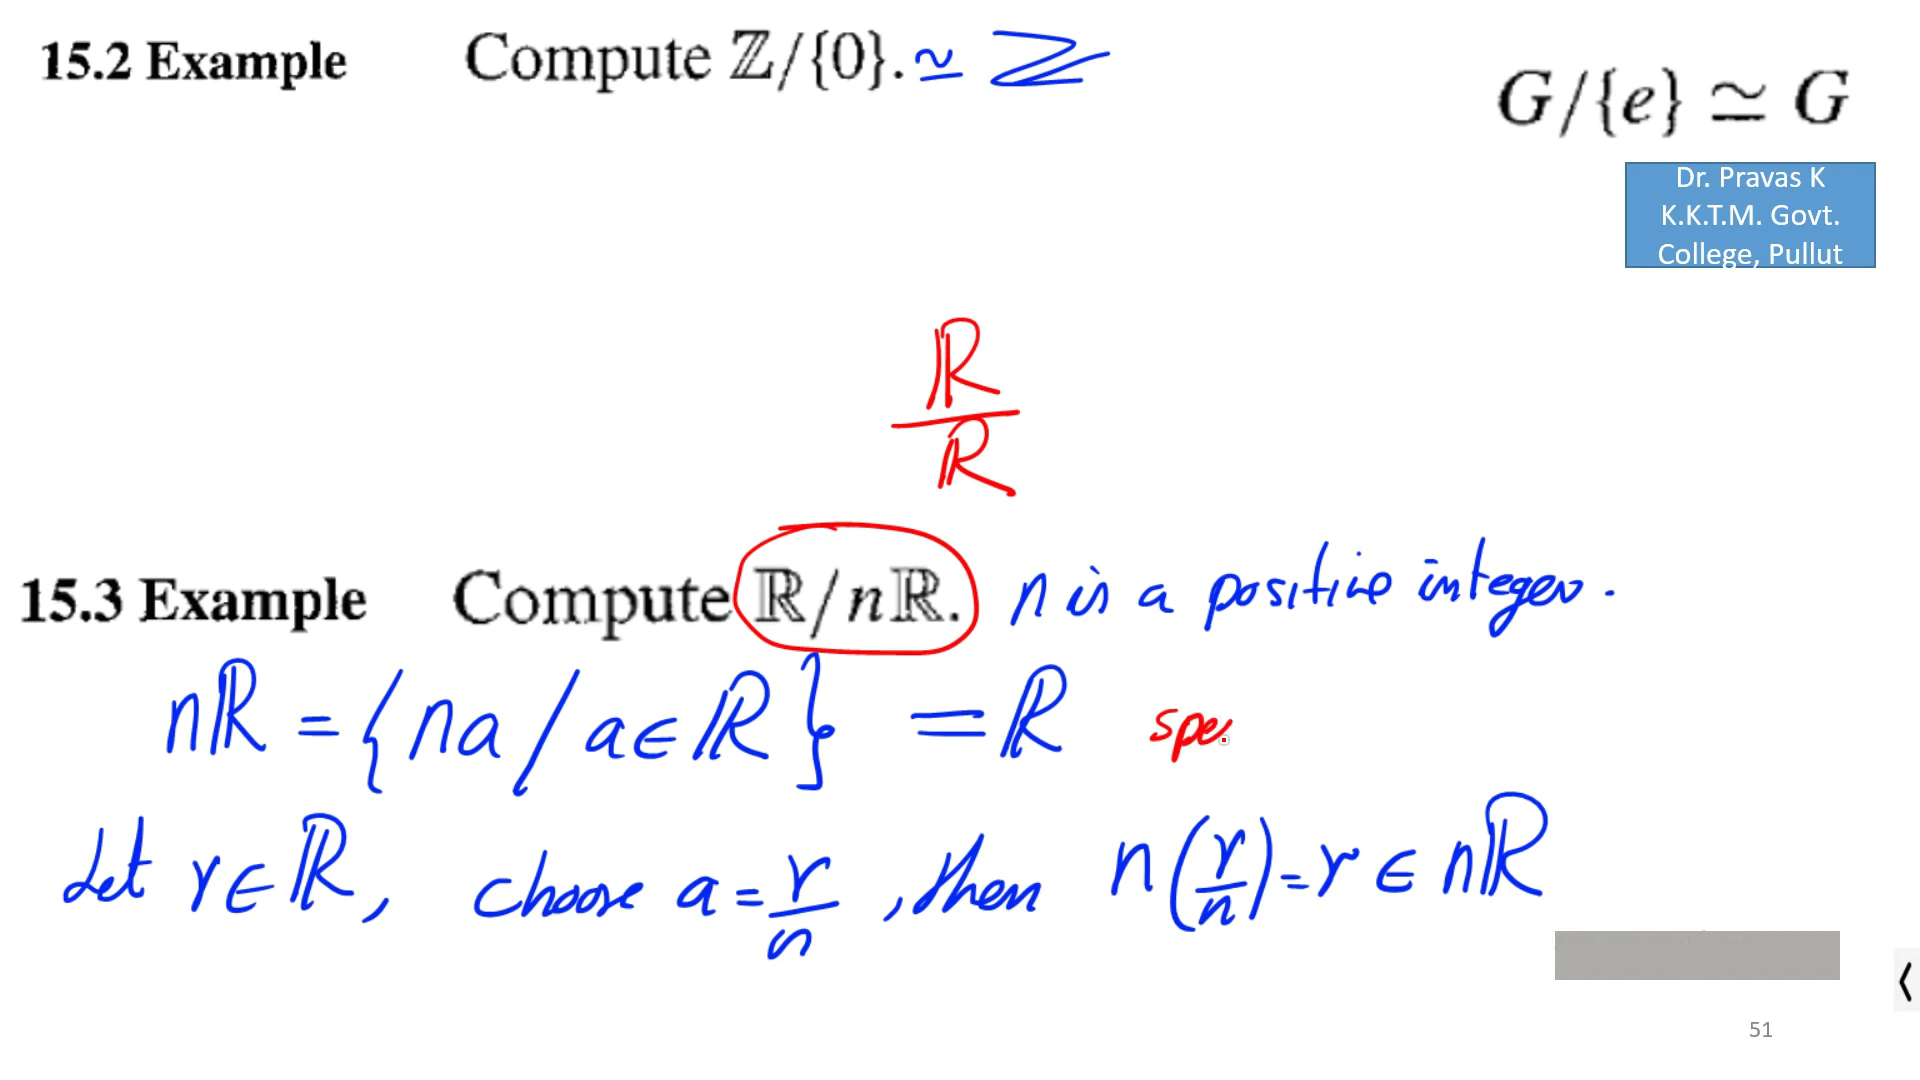 15.2 Example Compute ℤ/{0}. ≃ ℤ
G/{e} ≃ G
Dr. Pravas K
K.K.T.M. Govt.
College, Pullut
ℝ
ℝ
15.3 Example Compute ℝ/nℝ. n is a positive integer.
nℝ = {na / a∈ℝ} = ℝ spe
Let r∈ℝ, choose a = r/n, then n(r/n) = r ∈ nℝ
51